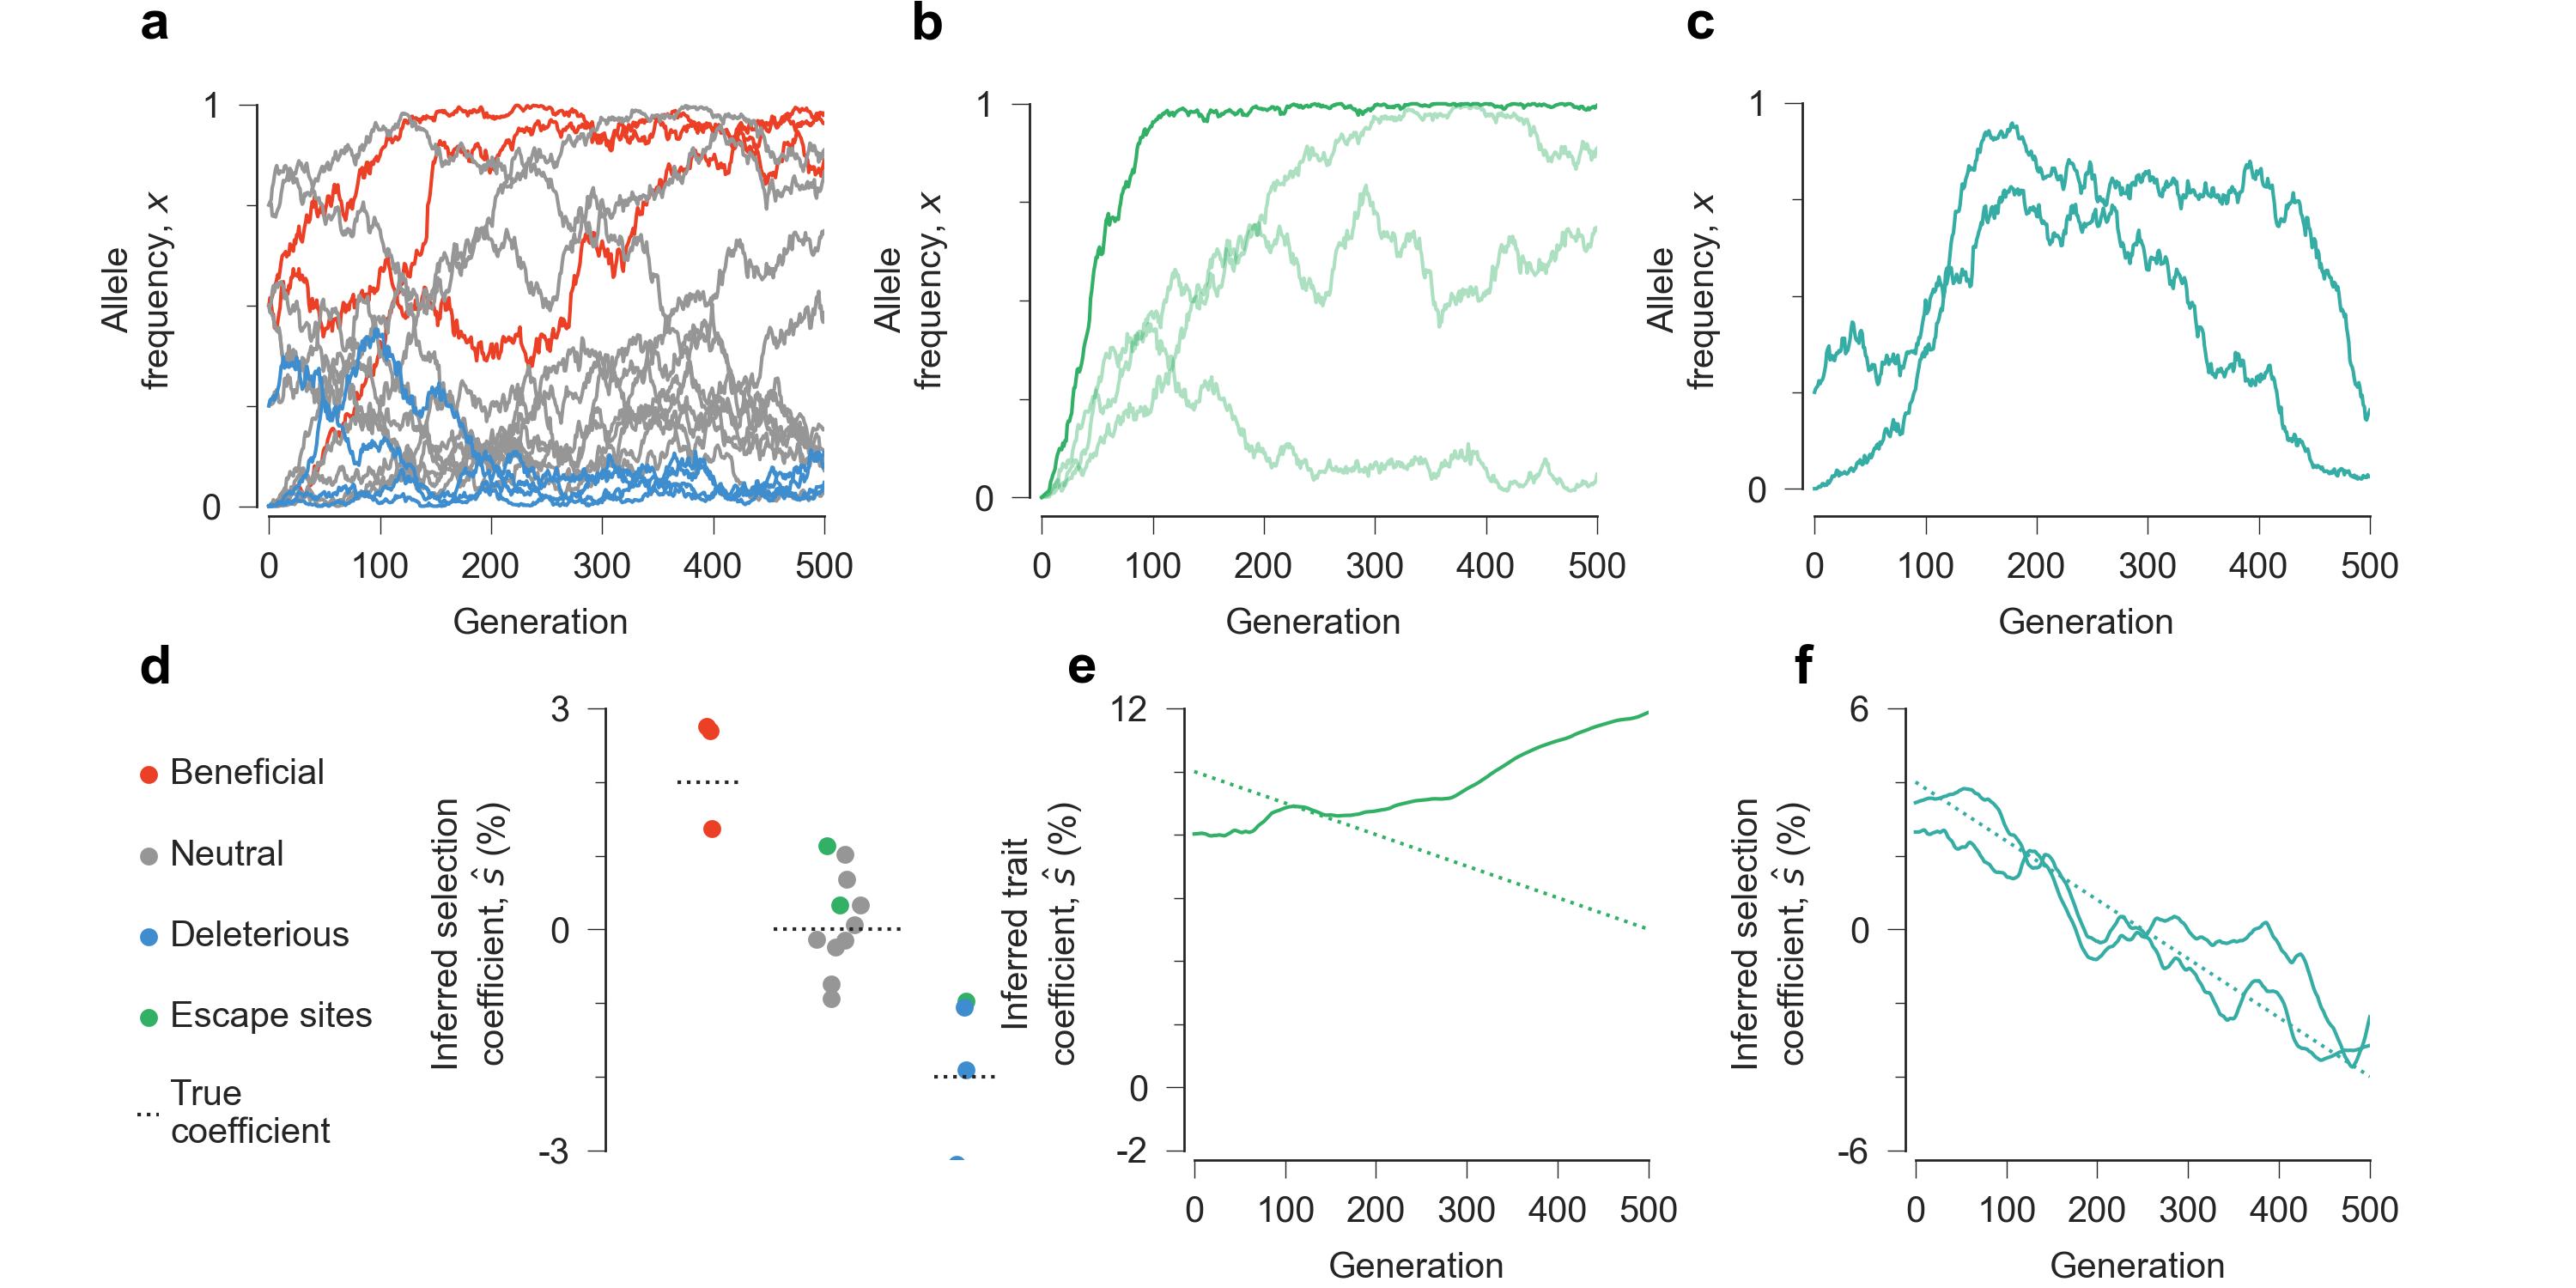 a
b
c
1
0
Allele
frequency, x
0 100 200 300 400 500
Generation
1
0
Allele
frequency, x
0 100 200 300 400 500
Generation
1
0
Allele
frequency, x
0 100 200 300 400 500
Generation
d
Beneficial
Neutral
Deleterious
Escape sites
True
coefficient
3
0
-3
Inferred selection
coefficient, ŝ (%)
e
12
0
-2
Inferred trait
coefficient, ŝ (%)
0 100 200 300 400 500
Generation
f
6
0
-6
Inferred selection
coefficient, ŝ (%)
0 100 200 300 400 500
Generation